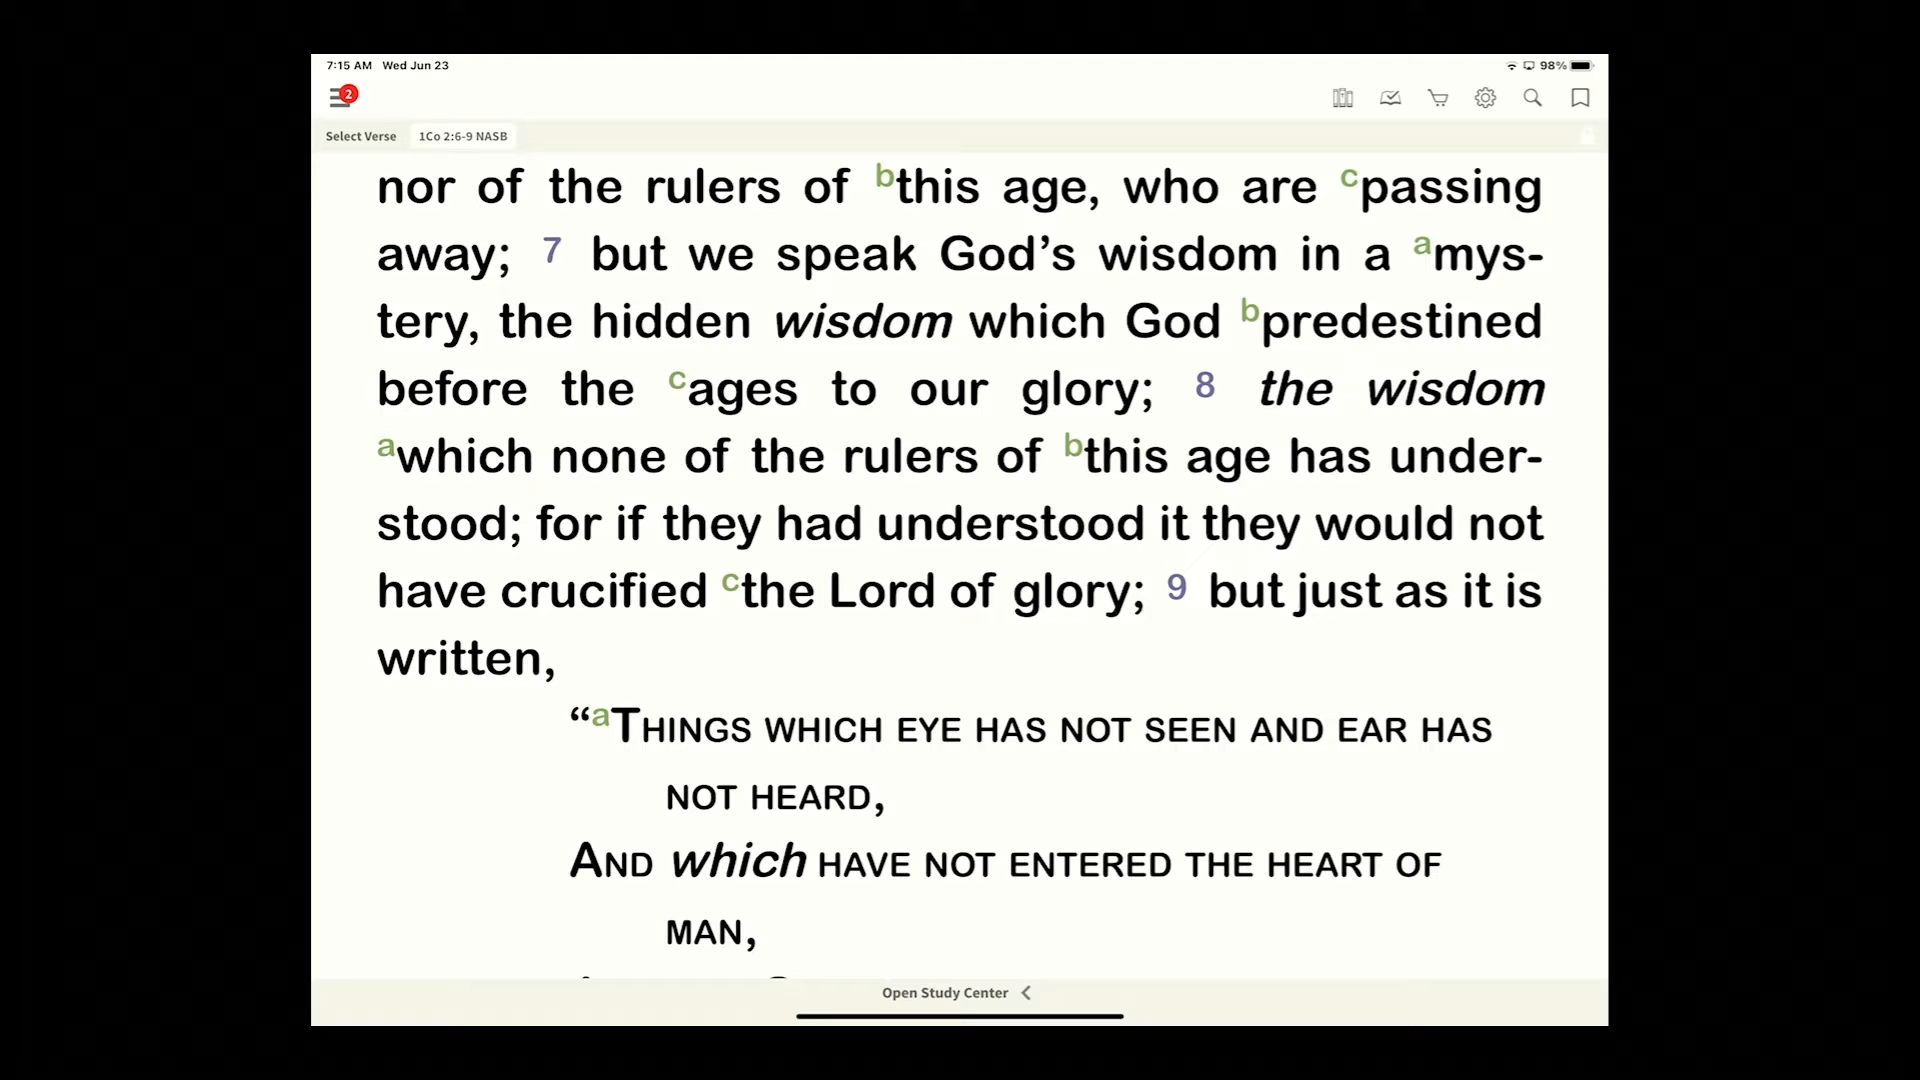 7:15 AM Wed Jun 23
98%
2
Select Verse 1Co 2:6-9 NASB
nor of the rulers of bthis age, who are cpassing
away; 7 but we speak God’s wisdom in a amys-
tery, the hidden wisdom which God bpredestined
before the cages to our glory; 8 the wisdom
awhich none of the rulers of bthis age has under-
stood; for if they had understood it they would not
have crucified cthe Lord of glory; 9 but just as it is
written,
“aTHINGS WHICH EYE HAS NOT SEEN AND EAR HAS
NOT HEARD,
AND which HAVE NOT ENTERED THE HEART OF
MAN,
Open Study Center